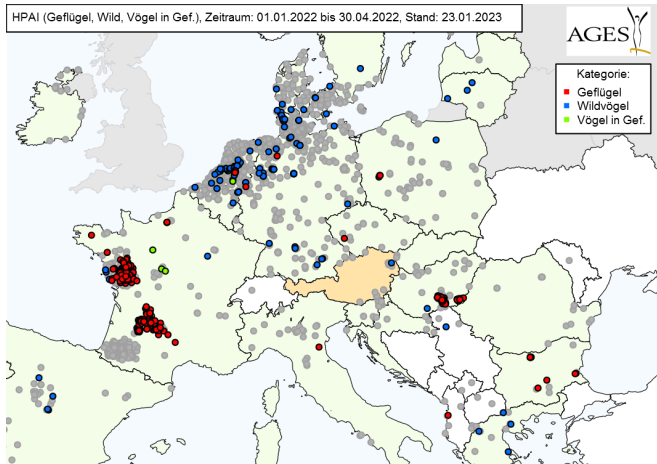 HPAI (Geflügel, Wild, Vögel in Gef.), Zeitraum: 01.01.2022 bis 30.04.2022, Stand: 23.01.2023
AGES
Kategorie:
Geflügel
Wildvögel
Vögel in Gef.